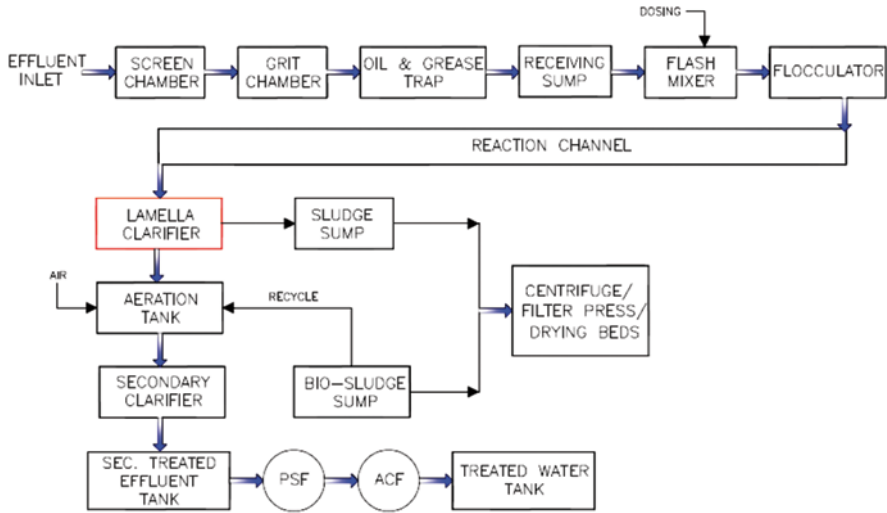 DOSING
EFFLUENT
INLET
SCREEN
CHAMBER
GRIT
CHAMBER
OIL & GREASE
TRAP
RECEIVING
SUMP
FLASH
MIXER
FLOCCULATOR
REACTION CHANNEL
LAMELLA
CLARIFIER
SLUDGE
SUMP
AIR
AERATION
TANK
RECYCLE
CENTRIFUGE/
FILTER PRESS/
DRYING BEDS
SECONDARY
CLARIFIER
BIO-SLUDGE
SUMP
SEC. TREATED
EFFLUENT
TANK
PSF
ACF
TREATED WATER
TANK